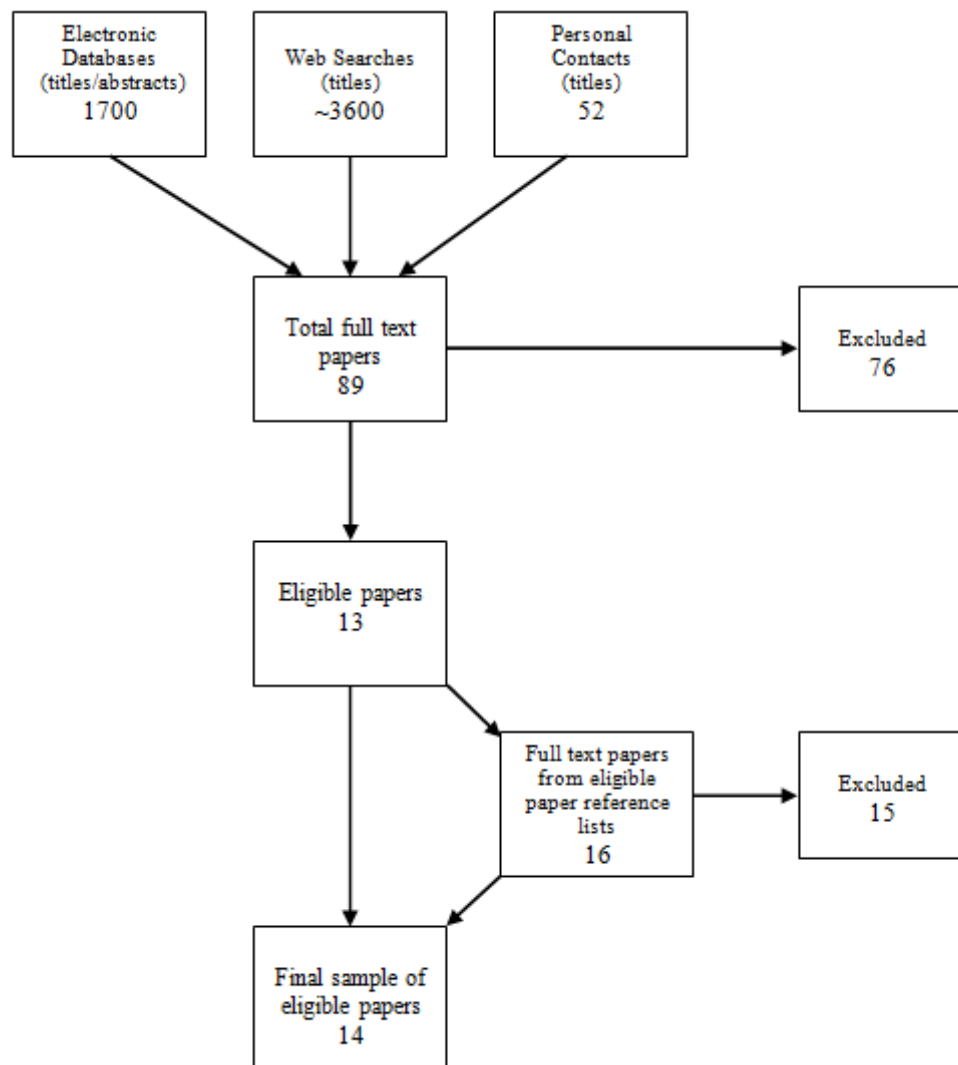 Electronic
Databases
(titles/abstracts)
1700
Web Searches
(titles)
~3600
Personal
Contacts
(titles)
52
Total full text
papers
89
Excluded
76
Eligible papers
13
Full text papers
from eligible
paper reference
lists
16
Excluded
15
Final sample of
eligible papers
14